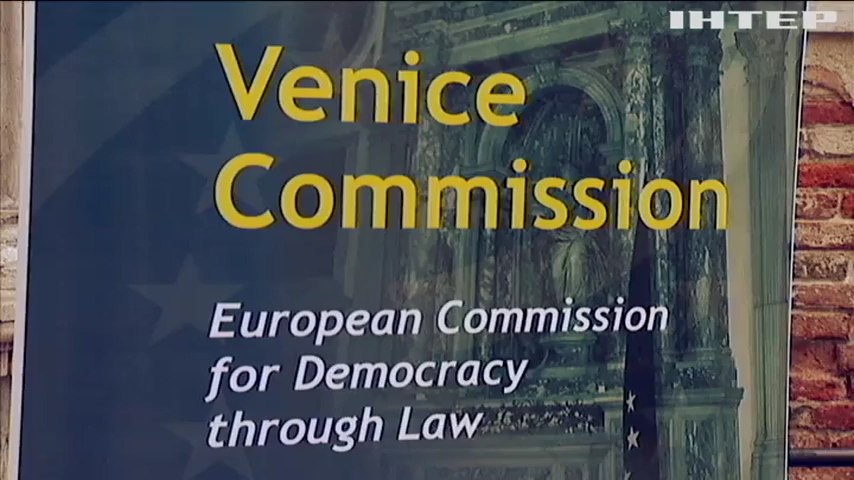 ІНТЕР
Venice
Commission
European Commission
for Democracy
through Law